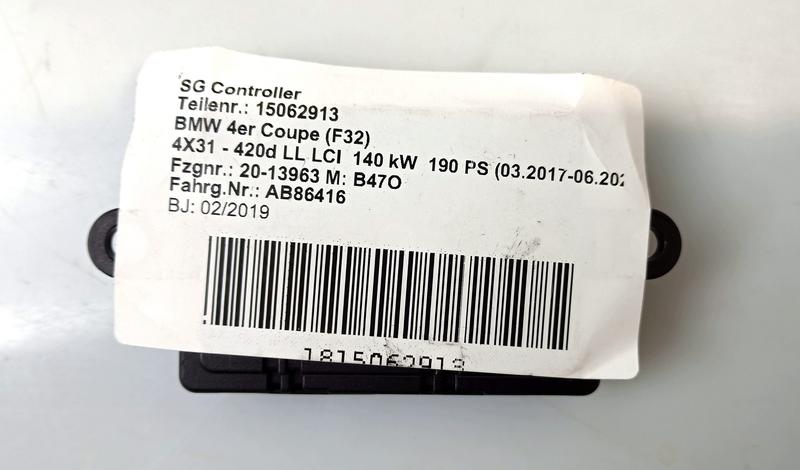 SG Controller
Teilenr.: 15062913
BMW 4er Coupe (F32)
4X31 - 420d LL LCI 140 kW 190 PS (03.2017-06.202
Fzgnr.: 20-13963 M: B47O
Fahrg.Nr.: AB86416
BJ: 02/2019
1815062913